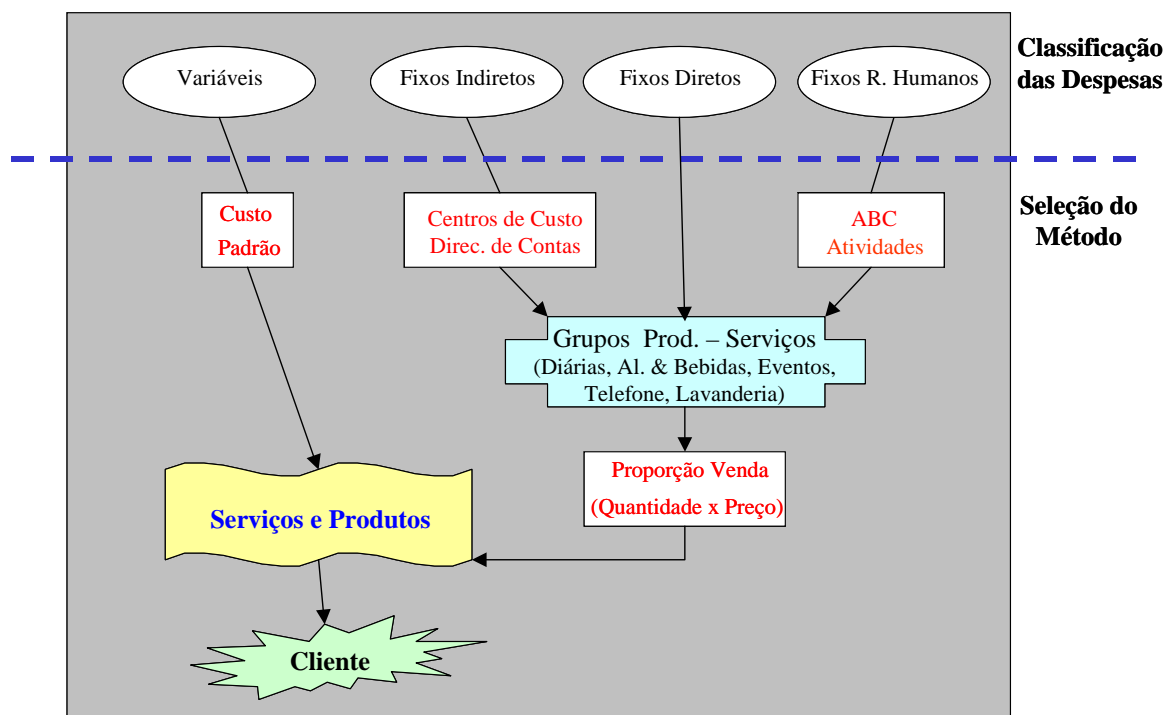 Classificação
das Despesas
Variáveis
Fixos Indiretos
Fixos Diretos
Fixos R. Humanos
Seleção do
Método
Custo
Padrão
Centros de Custo
Direc. de Contas
ABC
Atividades
Grupos Prod. – Serviços
(Diárias, Al. & Bebidas, Eventos,
Telefone, Lavanderia)
Proporção Venda
(Quantidade x Preço)
Serviços e Produtos
Cliente